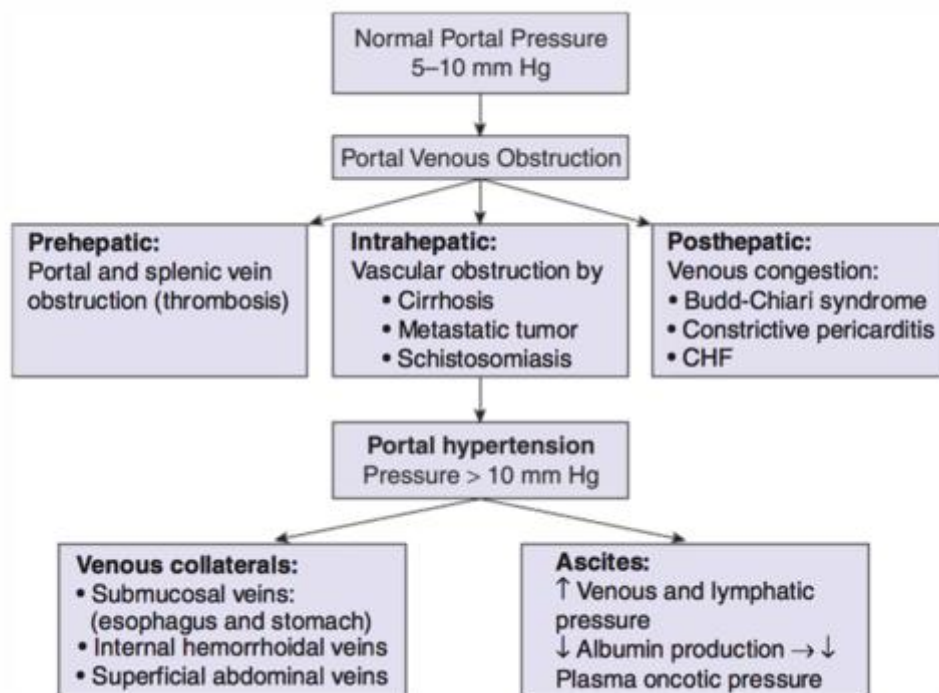 Normal Portal Pressure
5–10 mm Hg
Portal Venous Obstruction
Prehepatic:
Portal and splenic vein
obstruction (thrombosis)
Intrahepatic:
Vascular obstruction by
• Cirrhosis
• Metastatic tumor
• Schistosomiasis
Posthepatic:
Venous congestion:
• Budd-Chiari syndrome
• Constrictive pericarditis
• CHF
Portal hypertension
Pressure > 10 mm Hg
Venous collaterals:
• Submucosal veins:
(esophagus and stomach)
• Internal hemorrhoidal veins
• Superficial abdominal veins
Ascites:
↑ Venous and lymphatic
pressure
↓ Albumin production → ↓
Plasma oncotic pressure